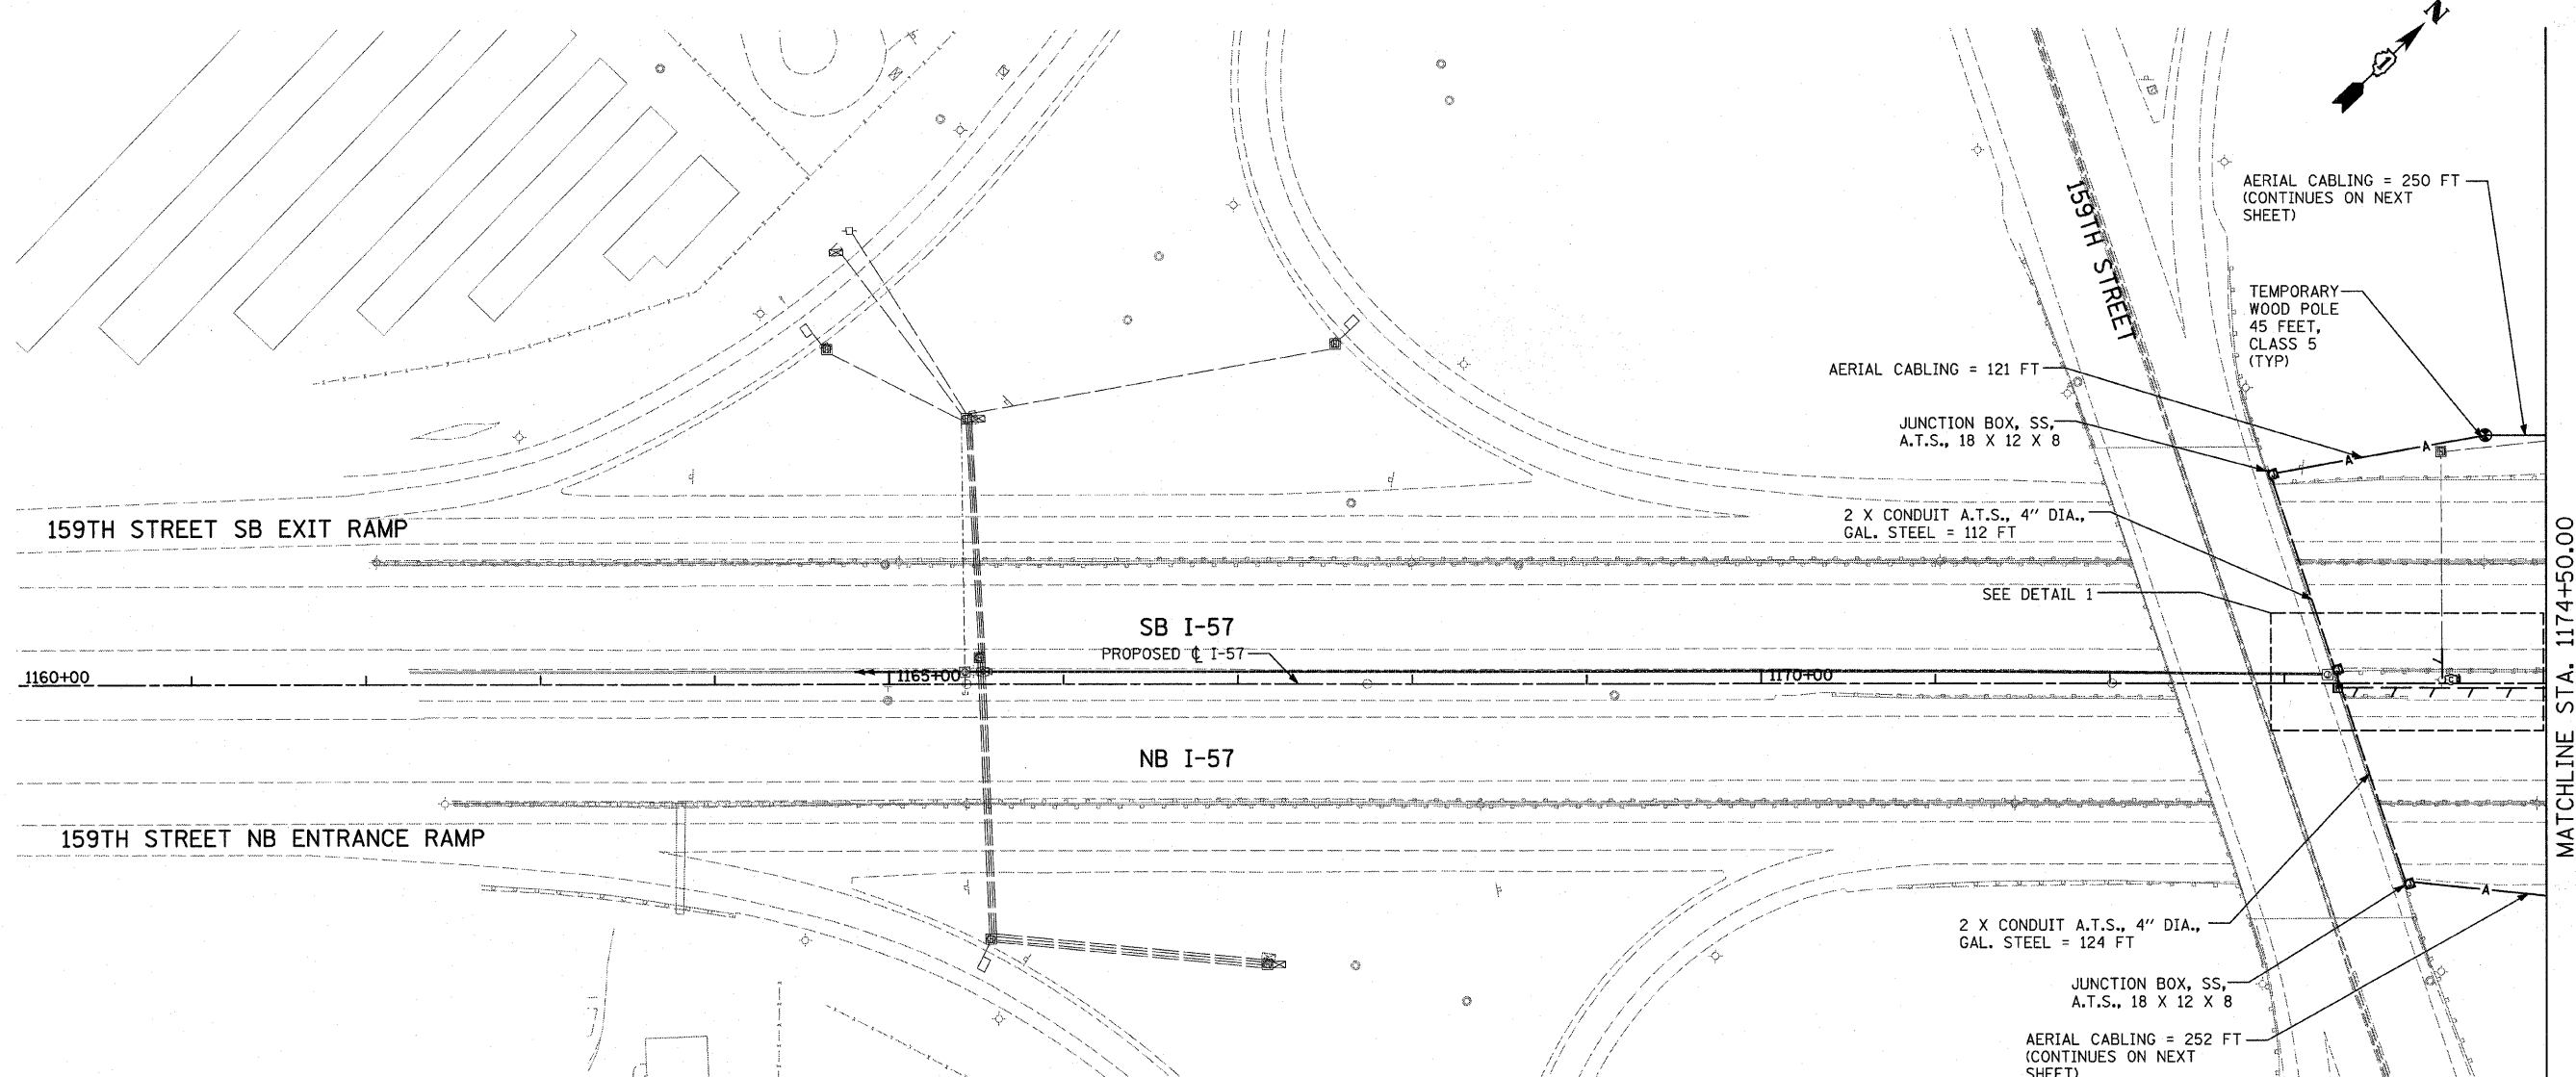 N
AERIAL CABLING = 250 FT
(CONTINUES ON NEXT
SHEET)
159TH STREET
TEMPORARY
WOOD POLE
45 FEET,
CLASS 5
(TYP)
AERIAL CABLING = 121 FT
JUNCTION BOX, SS,
A.T.S., 18 X 12 X 8
A
A
159TH STREET SB EXIT RAMP
2 X CONDUIT A.T.S., 4" DIA.,
GAL. STEEL = 112 FT
SEE DETAIL 1
SB I-57
PROPOSED ℄ I-57
1160+00
1165+00
1170+00
MATCHLINE STA. 1174+50.00
NB I-57
159TH STREET NB ENTRANCE RAMP
A
2 X CONDUIT A.T.S., 4" DIA.,
GAL. STEEL = 124 FT
JUNCTION BOX, SS,
A.T.S., 18 X 12 X 8
AERIAL CABLING = 252 FT
(CONTINUES ON NEXT
SHEET)